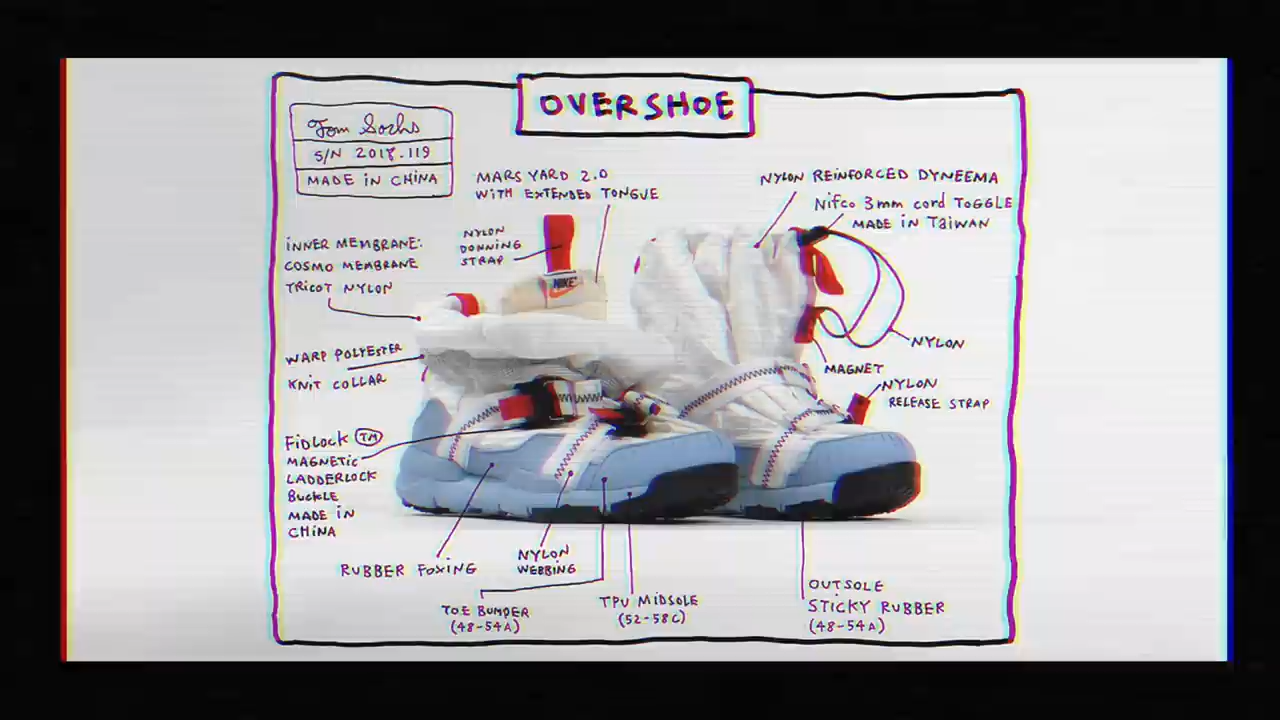 OVERSHOE
Tom Sachs
S/N 2018.119
MADE IN CHINA
MARS YARD 2.0
WITH EXTENDED TONGUE
NYLON REINFORCED DYNEEMA
Nifco 3mm cord TOGGLE
MADE IN TAIWAN
NYLON
DONNING
STRAP
INNER MEMBRANE:
COSMO MEMBRANE
TRICOT NYLON
NIKE
WARP POLYESTER
KNIT COLLAR
NYLON
MAGNET
NYLON
RELEASE STRAP
FIDLOCK TM
MAGNETIC
LADDERLOCK
BUCKLE
MADE IN
CHINA
RUBBER FOXING
NYLON
WEBBING
TOE BUMPER
(48-54A)
TPU MIDSOLE
(52-58C)
OUTSOLE
STICKY RUBBER
(48-54A)